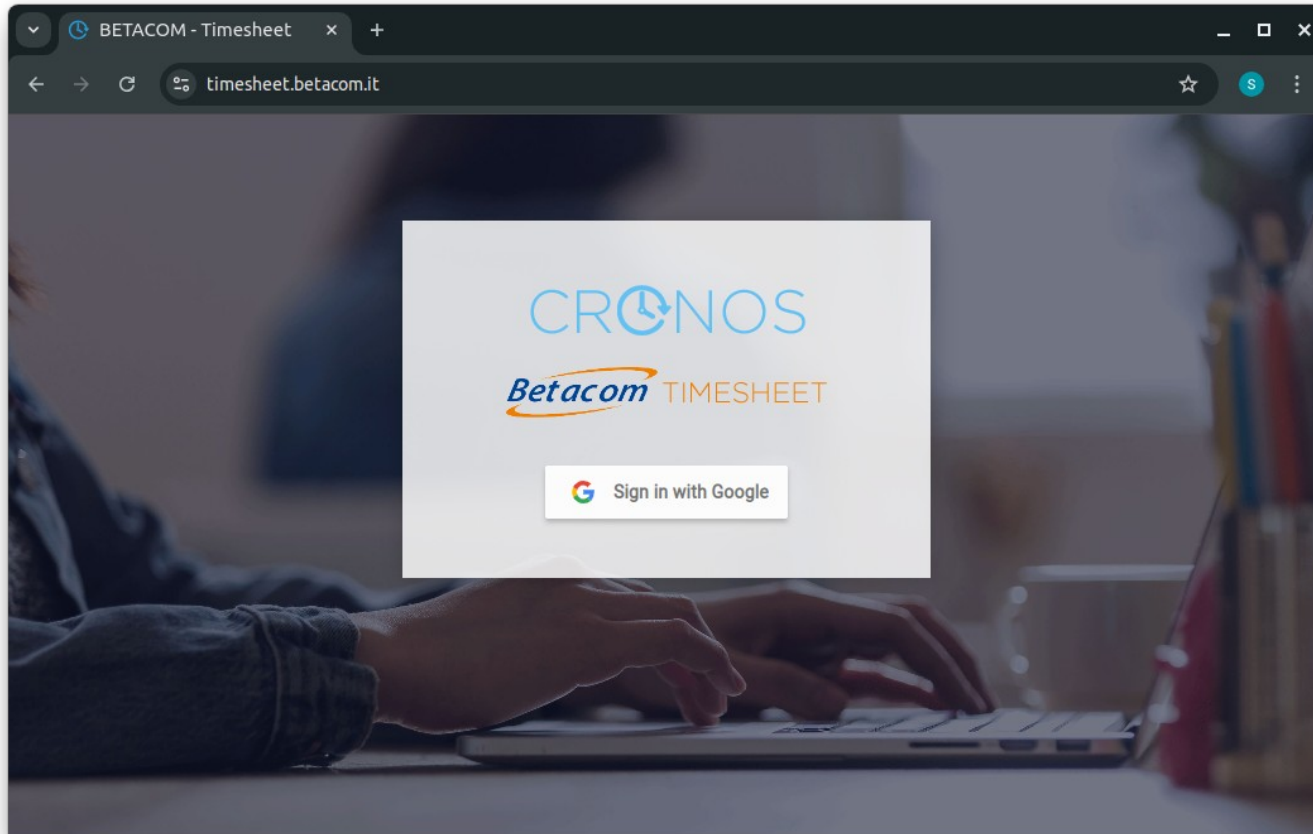 BETACOM - Timesheet
timesheet.betacom.it
S
CRONOS
Betacom TIMESHEET
Sign in with Google